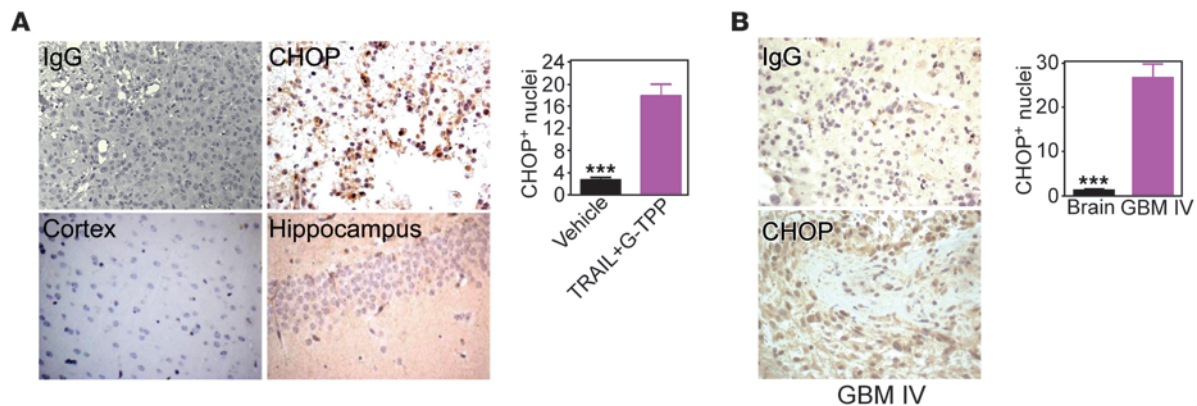 A
IgG
CHOP
Cortex
Hippocampus
CHOP+ nuclei
24
20
16
12
8
4
0
***
Vehicle
TRAIL+G-TPP
B
IgG
CHOP
GBM IV
CHOP+ nuclei
30
20
10
0
***
Brain GBM IV